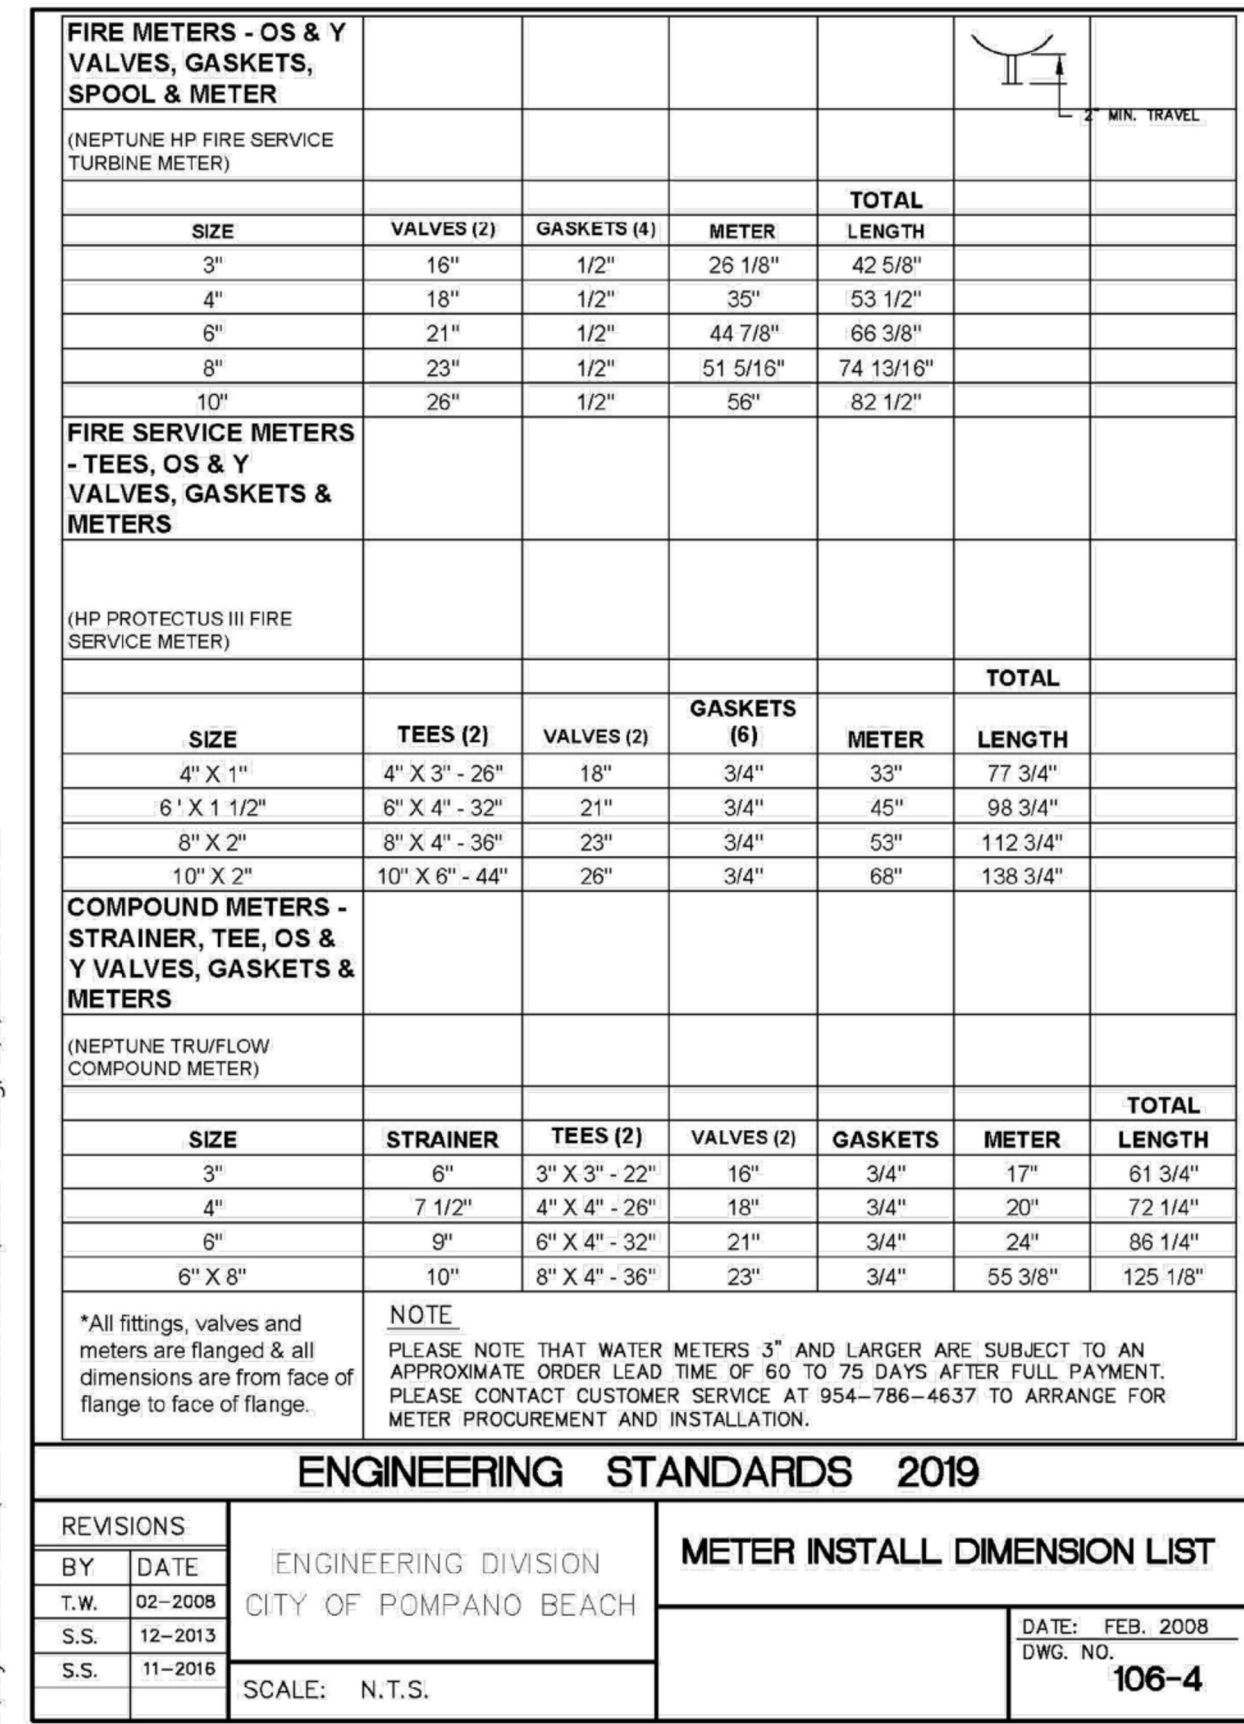 FIRE METERS - OS & Y
VALVES, GASKETS,
SPOOL & METER
2" MIN. TRAVEL
(NEPTUNE HP FIRE SERVICE
TURBINE METER)
TOTAL
SIZE VALVES (2) GASKETS (4) METER LENGTH
3" 16" 1/2" 26 1/8" 42 5/8"
4" 18" 1/2" 35" 53 1/2"
6" 21" 1/2" 44 7/8" 66 3/8"
8" 23" 1/2" 51 5/16" 74 13/16"
10" 26" 1/2" 56" 82 1/2"
FIRE SERVICE METERS
- TEES, OS & Y
VALVES, GASKETS &
METERS
(HP PROTECTUS III FIRE
SERVICE METER)
TOTAL
GASKETS
SIZE TEES (2) VALVES (2) (6) METER LENGTH
4" X 1" 4" X 3" - 26" 18" 3/4" 33" 77 3/4"
6 ' X 1 1/2" 6" X 4" - 32" 21" 3/4" 45" 98 3/4"
8" X 2" 8" X 4" - 36" 23" 3/4" 53" 112 3/4"
10" X 2" 10" X 6" - 44" 26" 3/4" 68" 138 3/4"
COMPOUND METERS -
STRAINER, TEE, OS &
Y VALVES, GASKETS &
METERS
(NEPTUNE TRU/FLOW
COMPOUND METER)
TOTAL
SIZE STRAINER TEES (2) VALVES (2) GASKETS METER LENGTH
3" 6" 3" X 3" - 22" 16" 3/4" 17" 61 3/4"
4" 7 1/2" 4" X 4" - 26" 18" 3/4" 20" 72 1/4"
6" 9" 6" X 4" - 32" 21" 3/4" 24" 86 1/4"
6" X 8" 10" 8" X 4" - 36" 23" 3/4" 55 3/8" 125 1/8"
*All fittings, valves and
meters are flanged & all
dimensions are from face of
flange to face of flange.
NOTE
PLEASE NOTE THAT WATER METERS 3" AND LARGER ARE SUBJECT TO AN
APPROXIMATE ORDER LEAD TIME OF 60 TO 75 DAYS AFTER FULL PAYMENT.
PLEASE CONTACT CUSTOMER SERVICE AT 954-786-4637 TO ARRANGE FOR
METER PROCUREMENT AND INSTALLATION.
ENGINEERING STANDARDS 2019
REVISIONS
BY DATE
T.W. 02-2008
S.S. 12-2013
S.S. 11-2016
ENGINEERING DIVISION
CITY OF POMPANO BEACH
SCALE: N.T.S.
METER INSTALL DIMENSION LIST
DATE: FEB. 2008
DWG. NO.
106-4